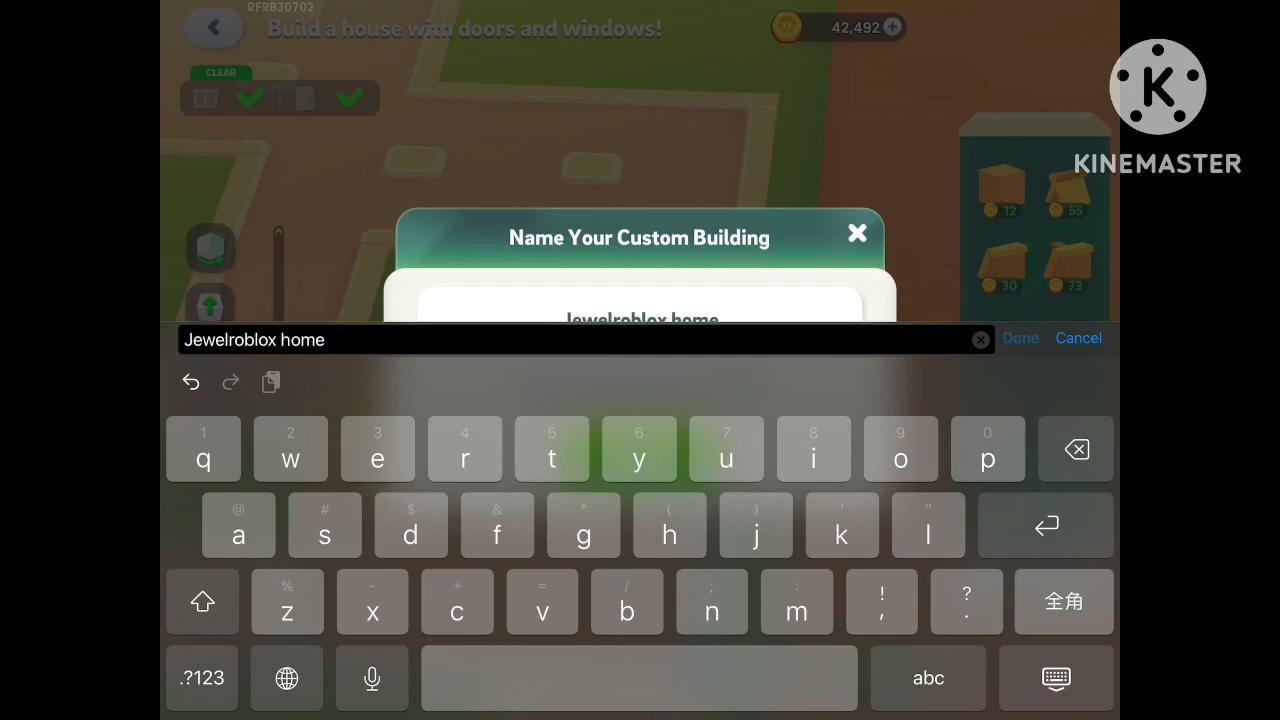 RFRBJ0702
Build a house with doors and windows!
42,492
CLEAR
K
KINEMASTER
12
55
30
73
Name Your Custom Building
Jewelroblox home
Jewelroblox home
Done
Cancel
1 2 3 4 5 6 7 8 9 0
q w e r t y u i o p
@ # $ & * ( ) ' "
a s d f g h j k l
% - + = / ; : ! ?
z x c v b n m , . 全角
.?123
abc